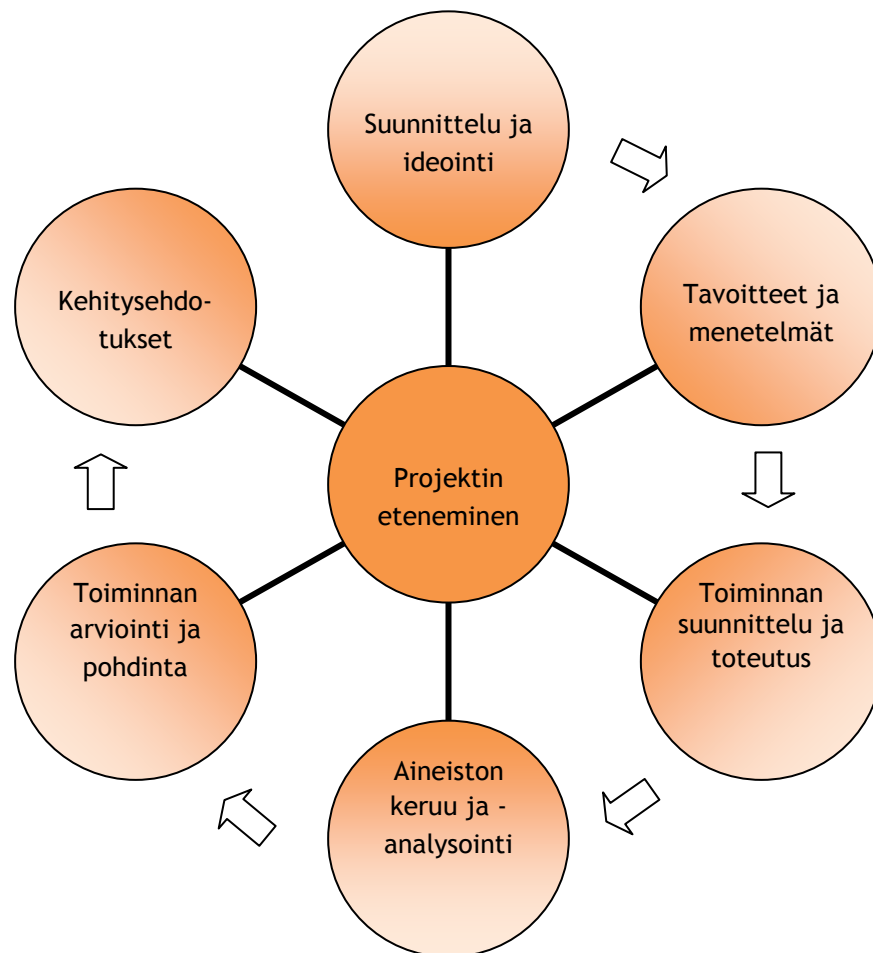 Suunnittelu ja
ideointi
Tavoitteet ja
menetelmät
Toiminnan
suunnittelu ja
toteutus
Aineiston
keruu ja -
analysointi
Toiminnan
arviointi ja
pohdinta
Kehitysehdo-
tukset
Projektin
eteneminen